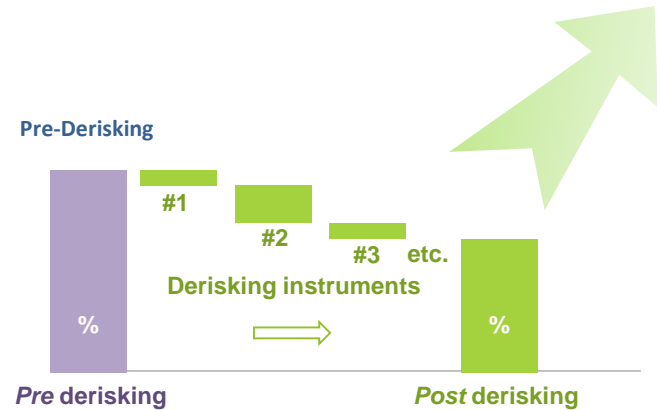 Pre-Derisking
#1
#2
#3 etc.
Derisking instruments
% %
Pre derisking Post derisking